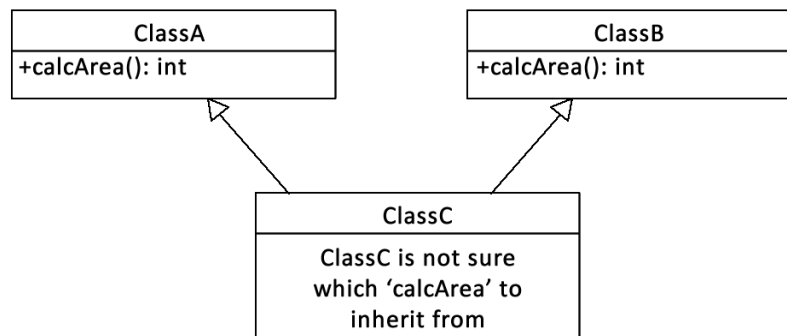 ClassA
+calcArea(): int
ClassB
+calcArea(): int
ClassC
ClassC is not sure
which ‘calcArea’ to
inherit from